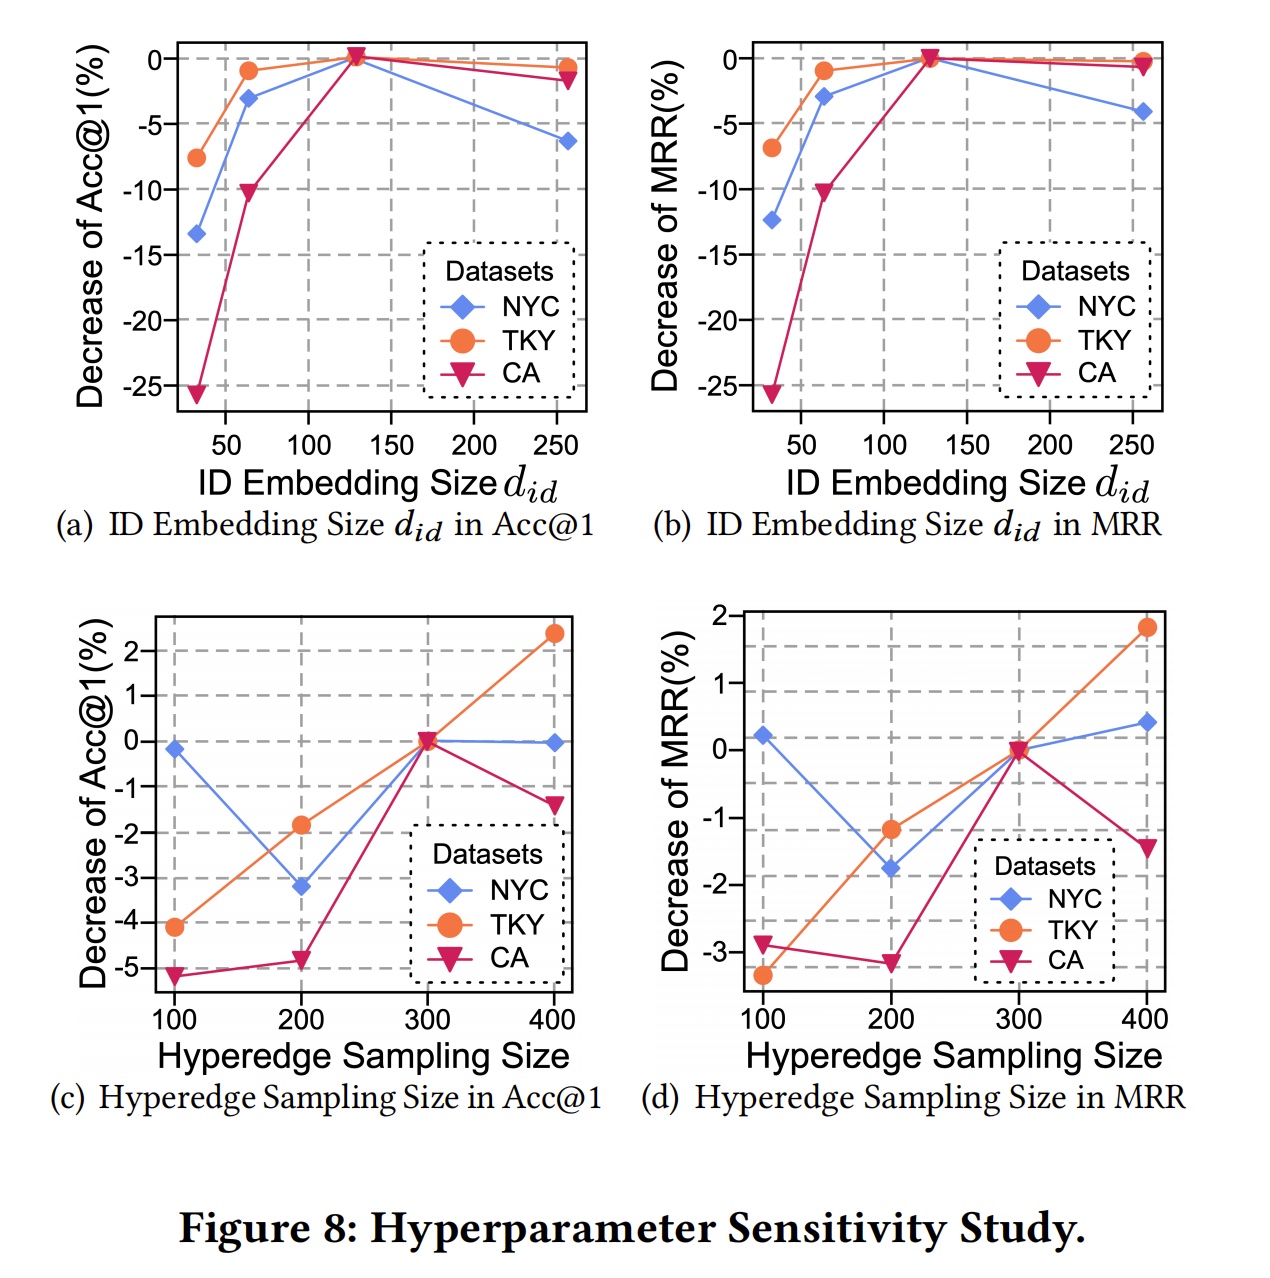 Decrease of Acc@1(%)
0
-5
-10
-15
-20
-25
Datasets
NYC
TKY
CA
50 100 150 200 250
ID Embedding Size d_id
(a) ID Embedding Size d_id in Acc@1
Decrease of MRR(%)
0
-5
-10
-15
-20
-25
Datasets
NYC
TKY
CA
50 100 150 200 250
ID Embedding Size d_id
(b) ID Embedding Size d_id in MRR
Decrease of Acc@1(%)
2
1
0
-1
-2
-3
-4
-5
Datasets
NYC
TKY
CA
100 200 300 400
Hyperedge Sampling Size
(c) Hyperedge Sampling Size in Acc@1
Decrease of MRR(%)
2
1
0
-1
-2
-3
Datasets
NYC
TKY
CA
100 200 300 400
Hyperedge Sampling Size
(d) Hyperedge Sampling Size in MRR
Figure 8: Hyperparameter Sensitivity Study.